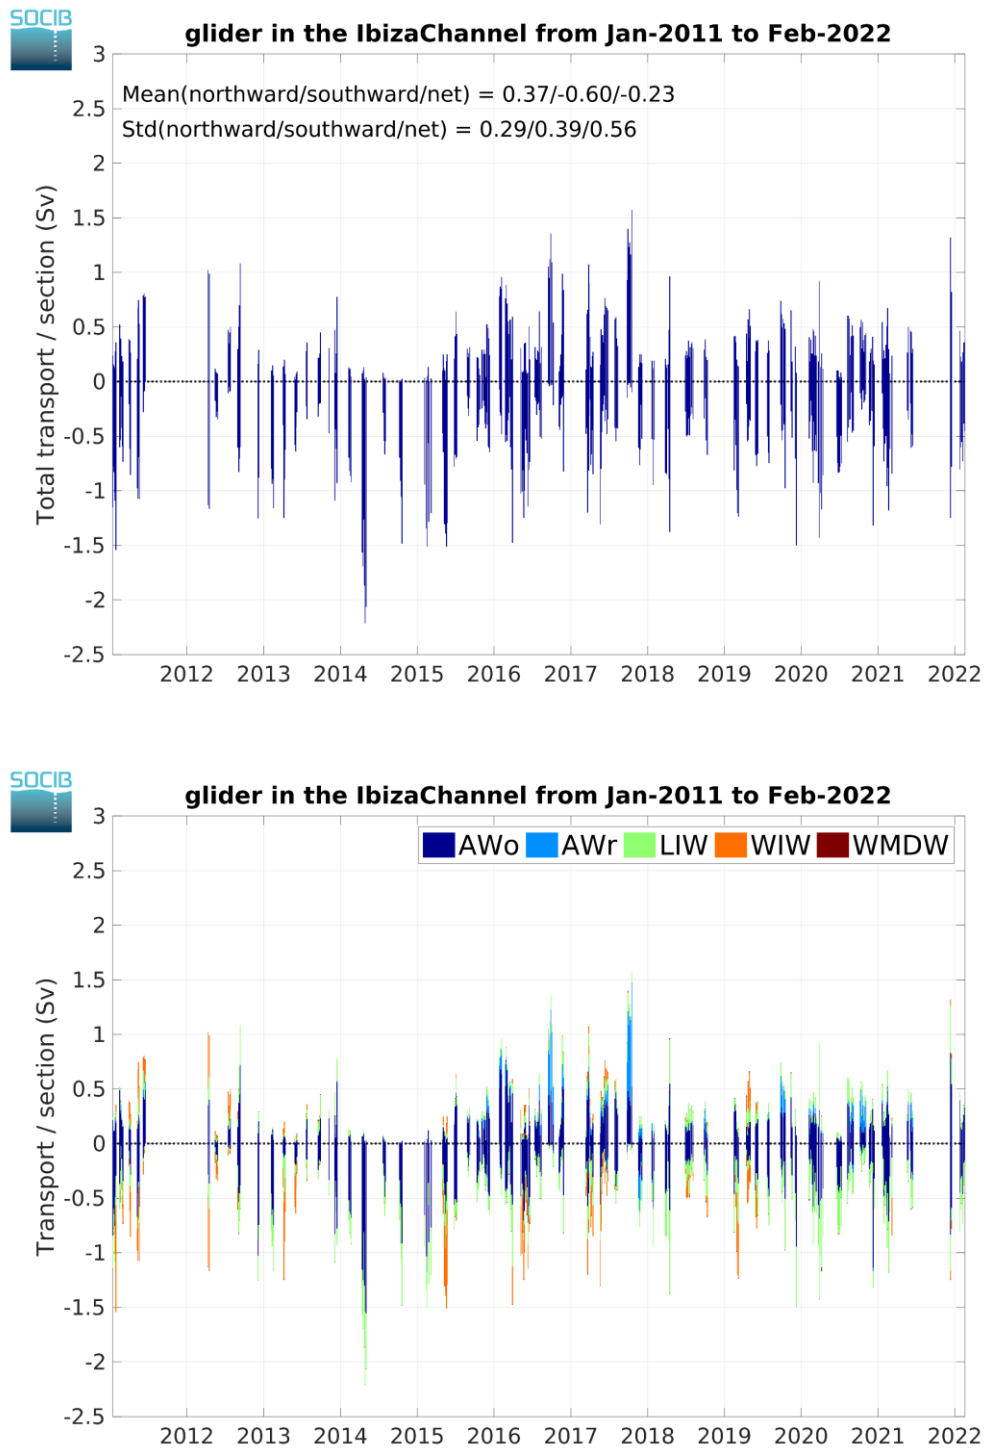 SOCIB
glider in the IbizaChannel from Jan-2011 to Feb-2022
Mean(northward/southward/net) = 0.37/-0.60/-0.23
Std(northward/southward/net) = 0.29/0.39/0.56
Total transport / section (Sv)
3
2.5
2
1.5
1
0.5
0
-0.5
-1
-1.5
-2
-2.5
2012 2013 2014 2015 2016 2017 2018 2019 2020 2021 2022
SOCIB
glider in the IbizaChannel from Jan-2011 to Feb-2022
AWo AWr LIW WIW WMDW
Transport / section (Sv)
3
2.5
2
1.5
1
0.5
0
-0.5
-1
-1.5
-2
-2.5
2012 2013 2014 2015 2016 2017 2018 2019 2020 2021 2022